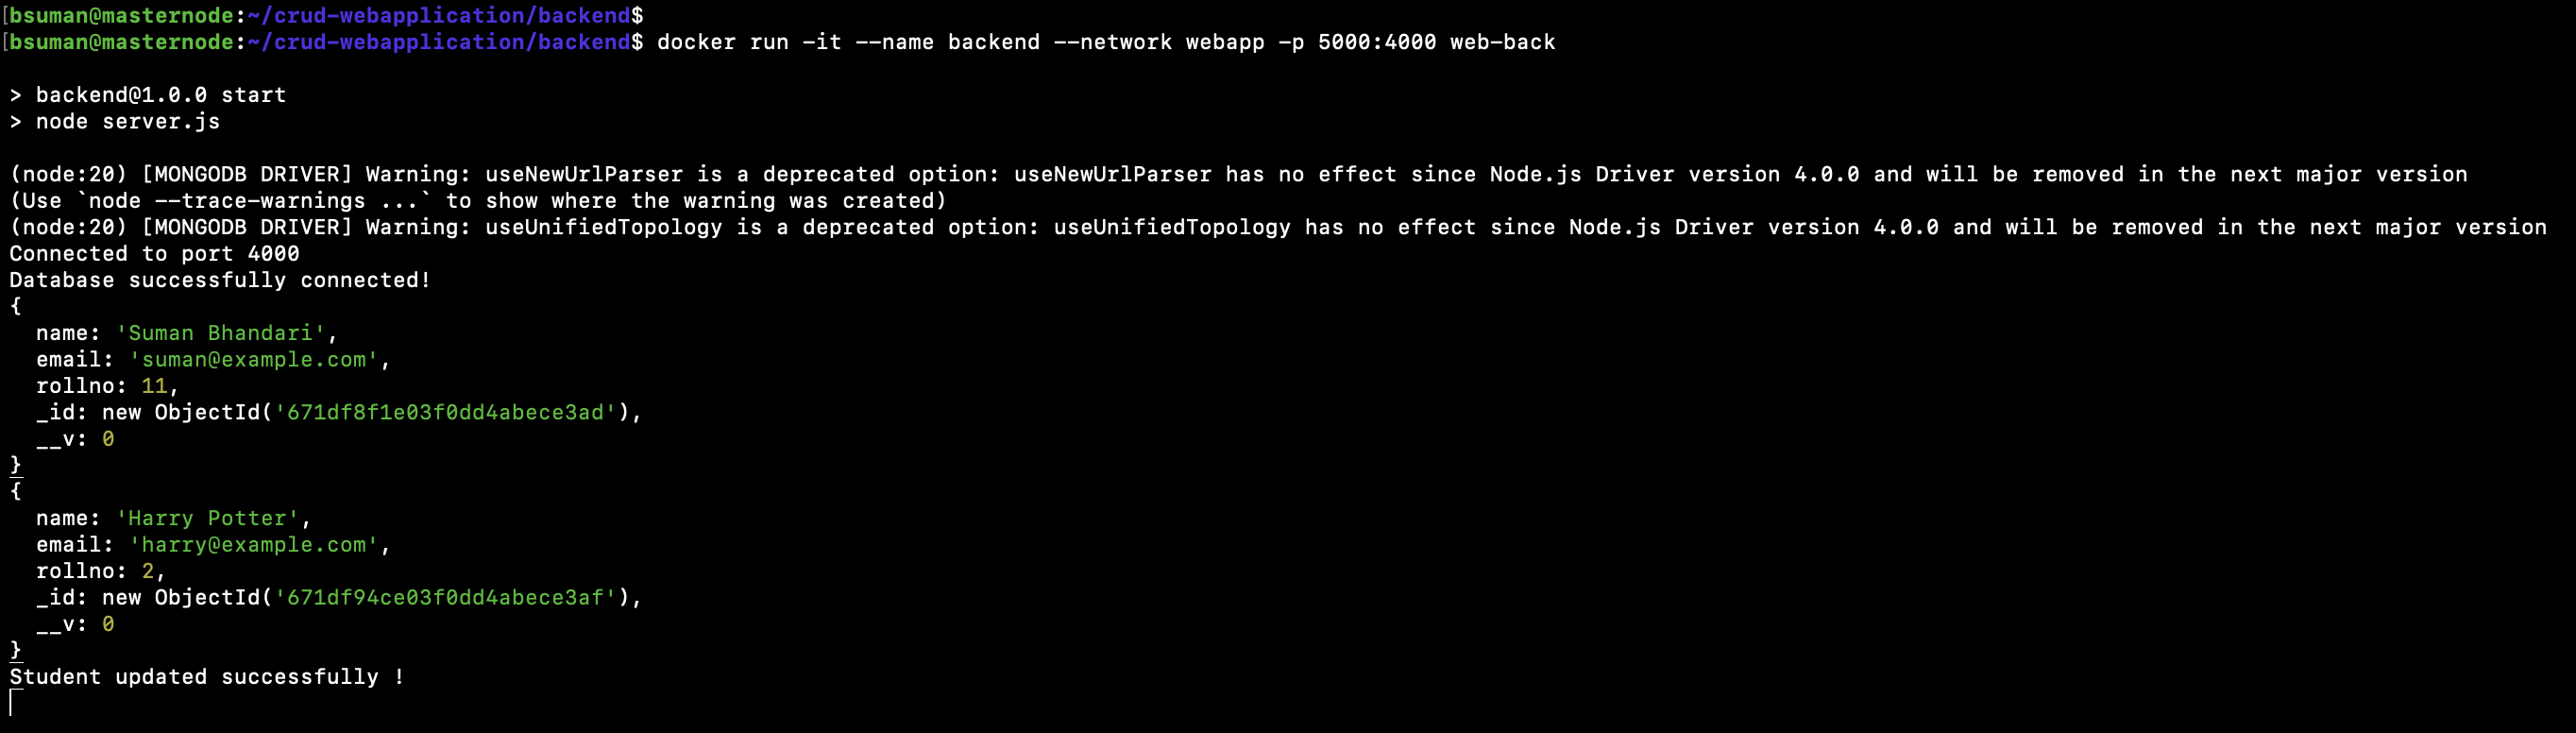 [bsuman@masternode:~/crud-webapplication/backend$
[bsuman@masternode:~/crud-webapplication/backend$ docker run -it --name backend --network webapp -p 5000:4000 web-back
> backend@1.0.0 start
> node server.js
(node:20) [MONGODB DRIVER] Warning: useNewUrlParser is a deprecated option: useNewUrlParser has no effect since Node.js Driver version 4.0.0 and will be removed in the next major version
(Use `node --trace-warnings ...` to show where the warning was created)
(node:20) [MONGODB DRIVER] Warning: useUnifiedTopology is a deprecated option: useUnifiedTopology has no effect since Node.js Driver version 4.0.0 and will be removed in the next major version
Connected to port 4000
Database successfully connected!
{
  name: 'Suman Bhandari',
  email: 'suman@example.com',
  rollno: 11,
  _id: new ObjectId('671df8f1e03f0dd4abece3ad'),
  __v: 0
}
{
  name: 'Harry Potter',
  email: 'harry@example.com',
  rollno: 2,
  _id: new ObjectId('671df94ce03f0dd4abece3af'),
  __v: 0
}
Student updated successfully !